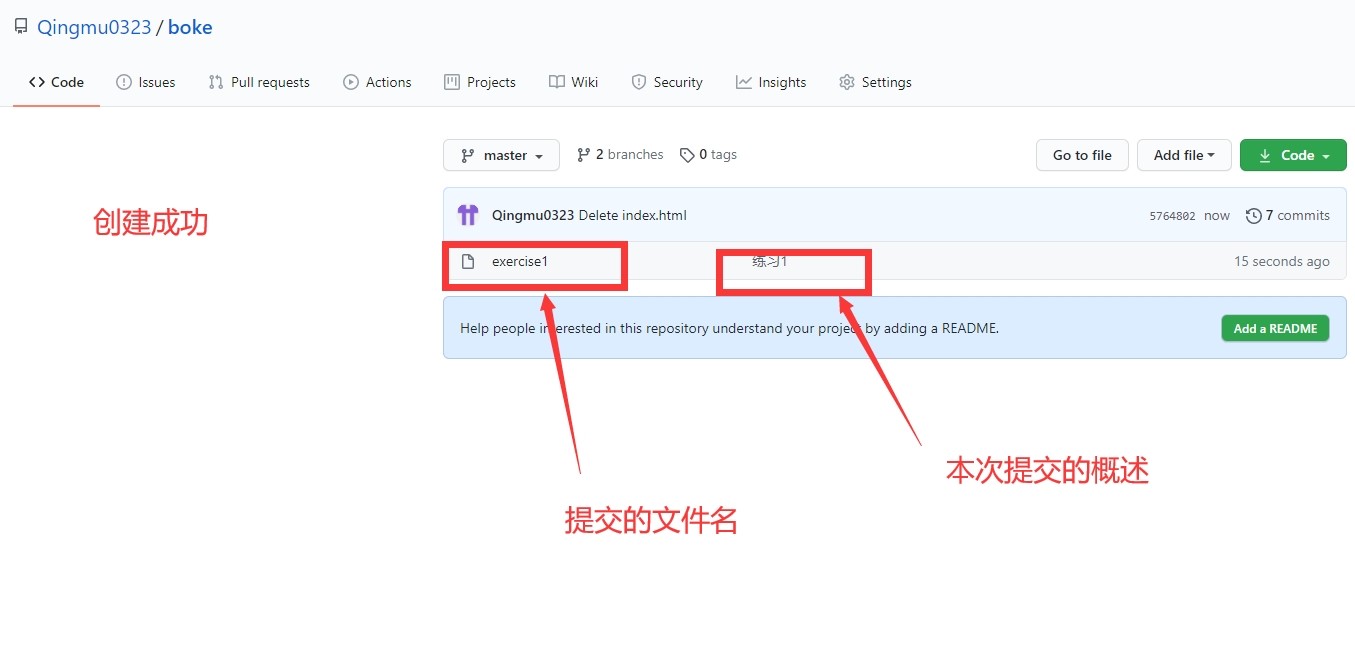 Qingmu0323 / boke
Code Issues Pull requests Actions Projects Wiki Security Insights Settings
master 2 branches 0 tags Go to file Add file Code
创建成功
Qingmu0323 Delete index.html 5764802 now 7 commits
exercise1 练习1 15 seconds ago
Help people interested in this repository understand your project by adding a README. Add a README
本次提交的概述
提交的文件名